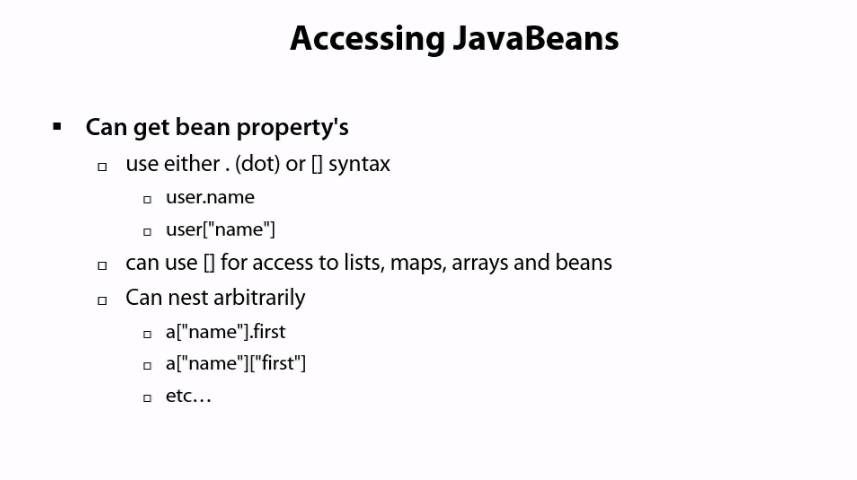 Accessing JavaBeans
Can get bean property's
use either . (dot) or [] syntax
user.name
user["name"]
can use [] for access to lists, maps, arrays and beans
Can nest arbitrarily
a["name"].first
a["name"]["first"]
etc…